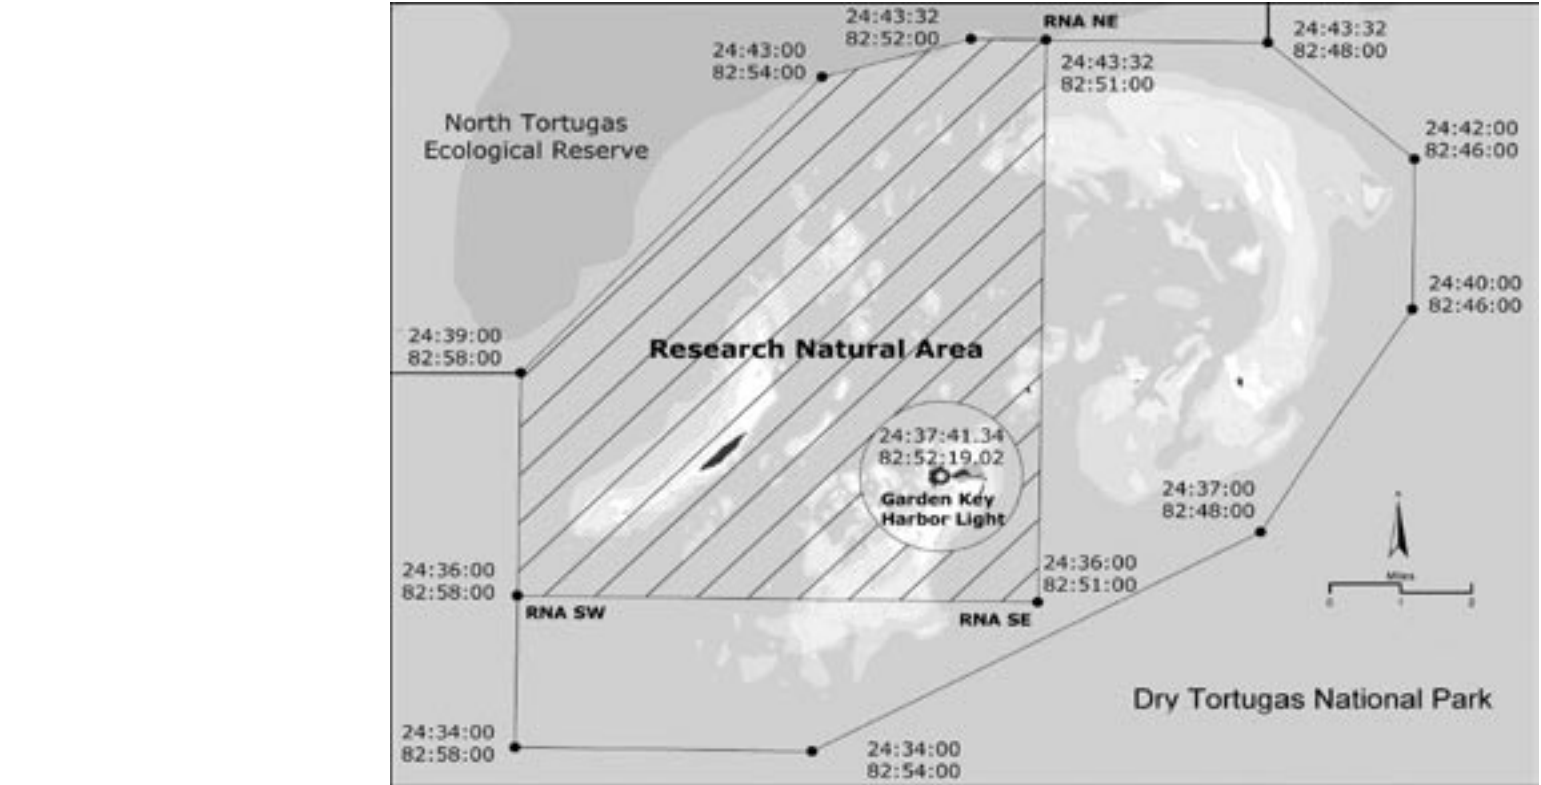 24:43:32
82:52:00
RNA NE
24:43:32
82:48:00
24:43:00
82:54:00
24:43:32
82:51:00
North Tortugas
Ecological Reserve
24:42:00
82:46:00
24:40:00
82:46:00
24:39:00
82:58:00
Research Natural Area
24:37:41.34
82:52:19.02
Garden Key
Harbor Light
24:37:00
82:48:00
24:36:00
82:58:00
RNA SW
24:36:00
82:51:00
RNA SE
Miles
0 1 2
Dry Tortugas National Park
24:34:00
82:58:00
24:34:00
82:54:00